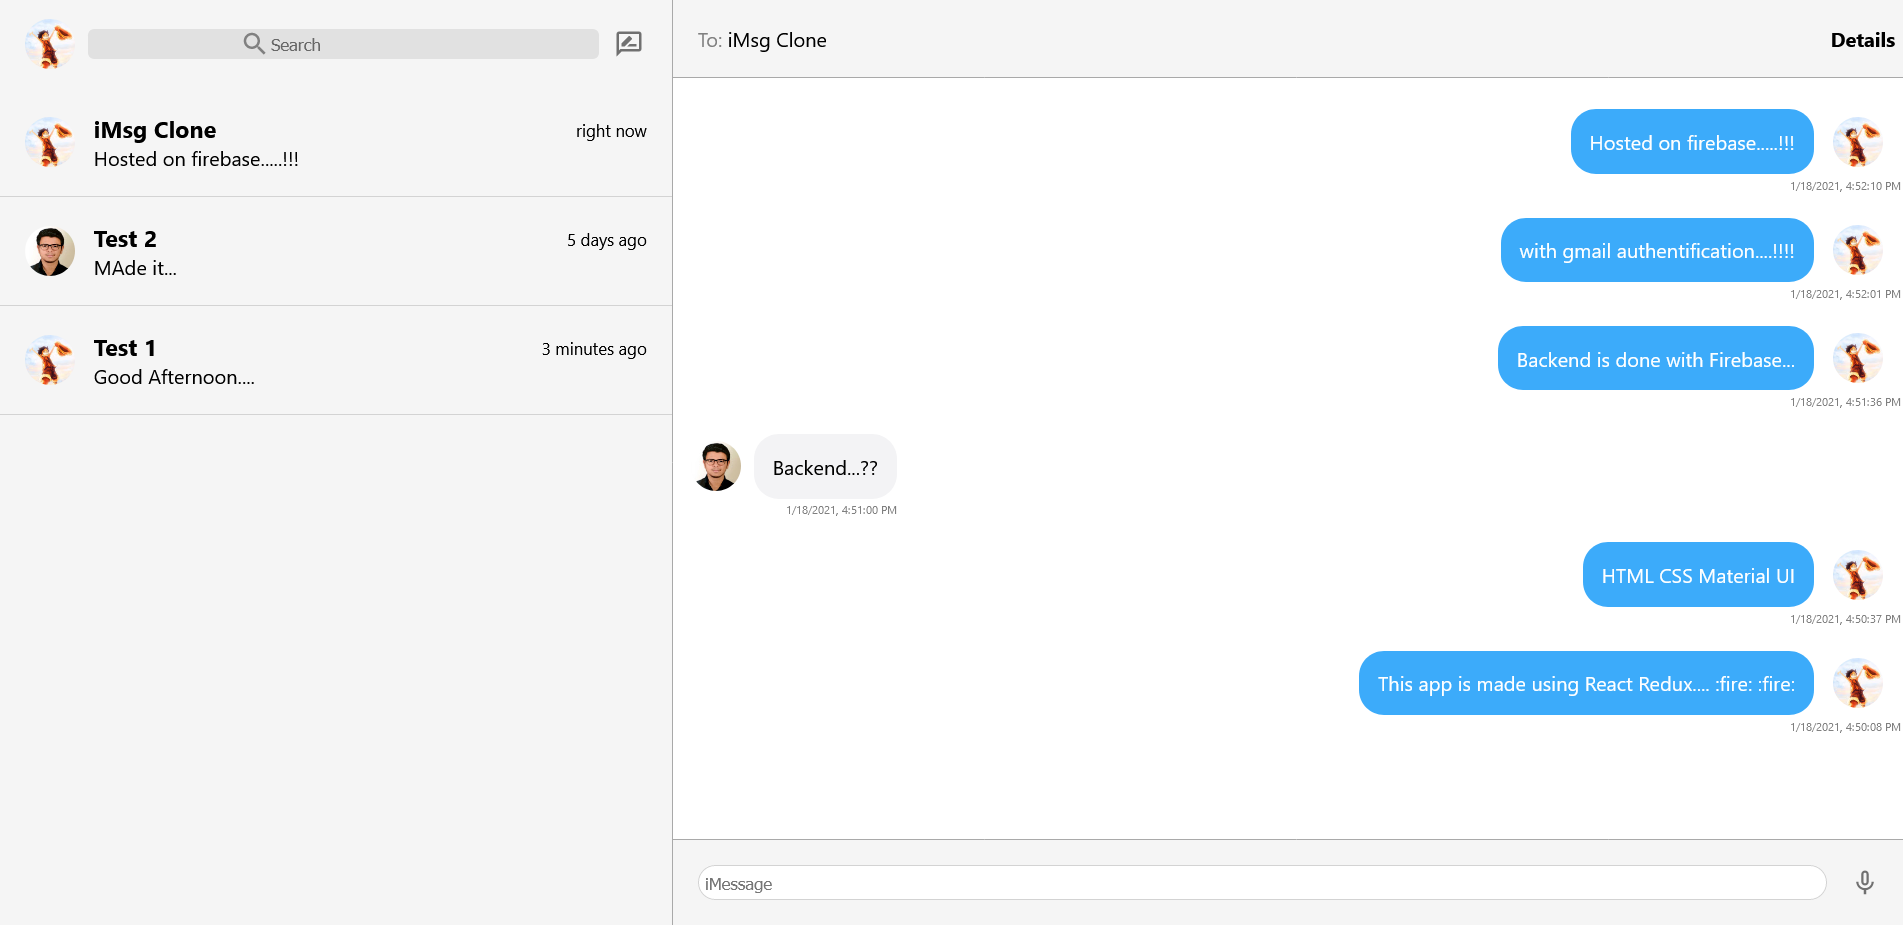 Search
iMsg Clone
right now
Hosted on firebase.....!!!
Test 2
5 days ago
MAde it...
Test 1
3 minutes ago
Good Afternoon....
To: iMsg Clone
Details
Hosted on firebase.....!!!
1/18/2021, 4:52:10 PM
with gmail authentification....!!!!
1/18/2021, 4:52:01 PM
Backend is done with Firebase...
1/18/2021, 4:51:36 PM
Backend...??
1/18/2021, 4:51:00 PM
HTML CSS Material UI
1/18/2021, 4:50:37 PM
This app is made using React Redux.... :fire: :fire:
1/18/2021, 4:50:08 PM
iMessage